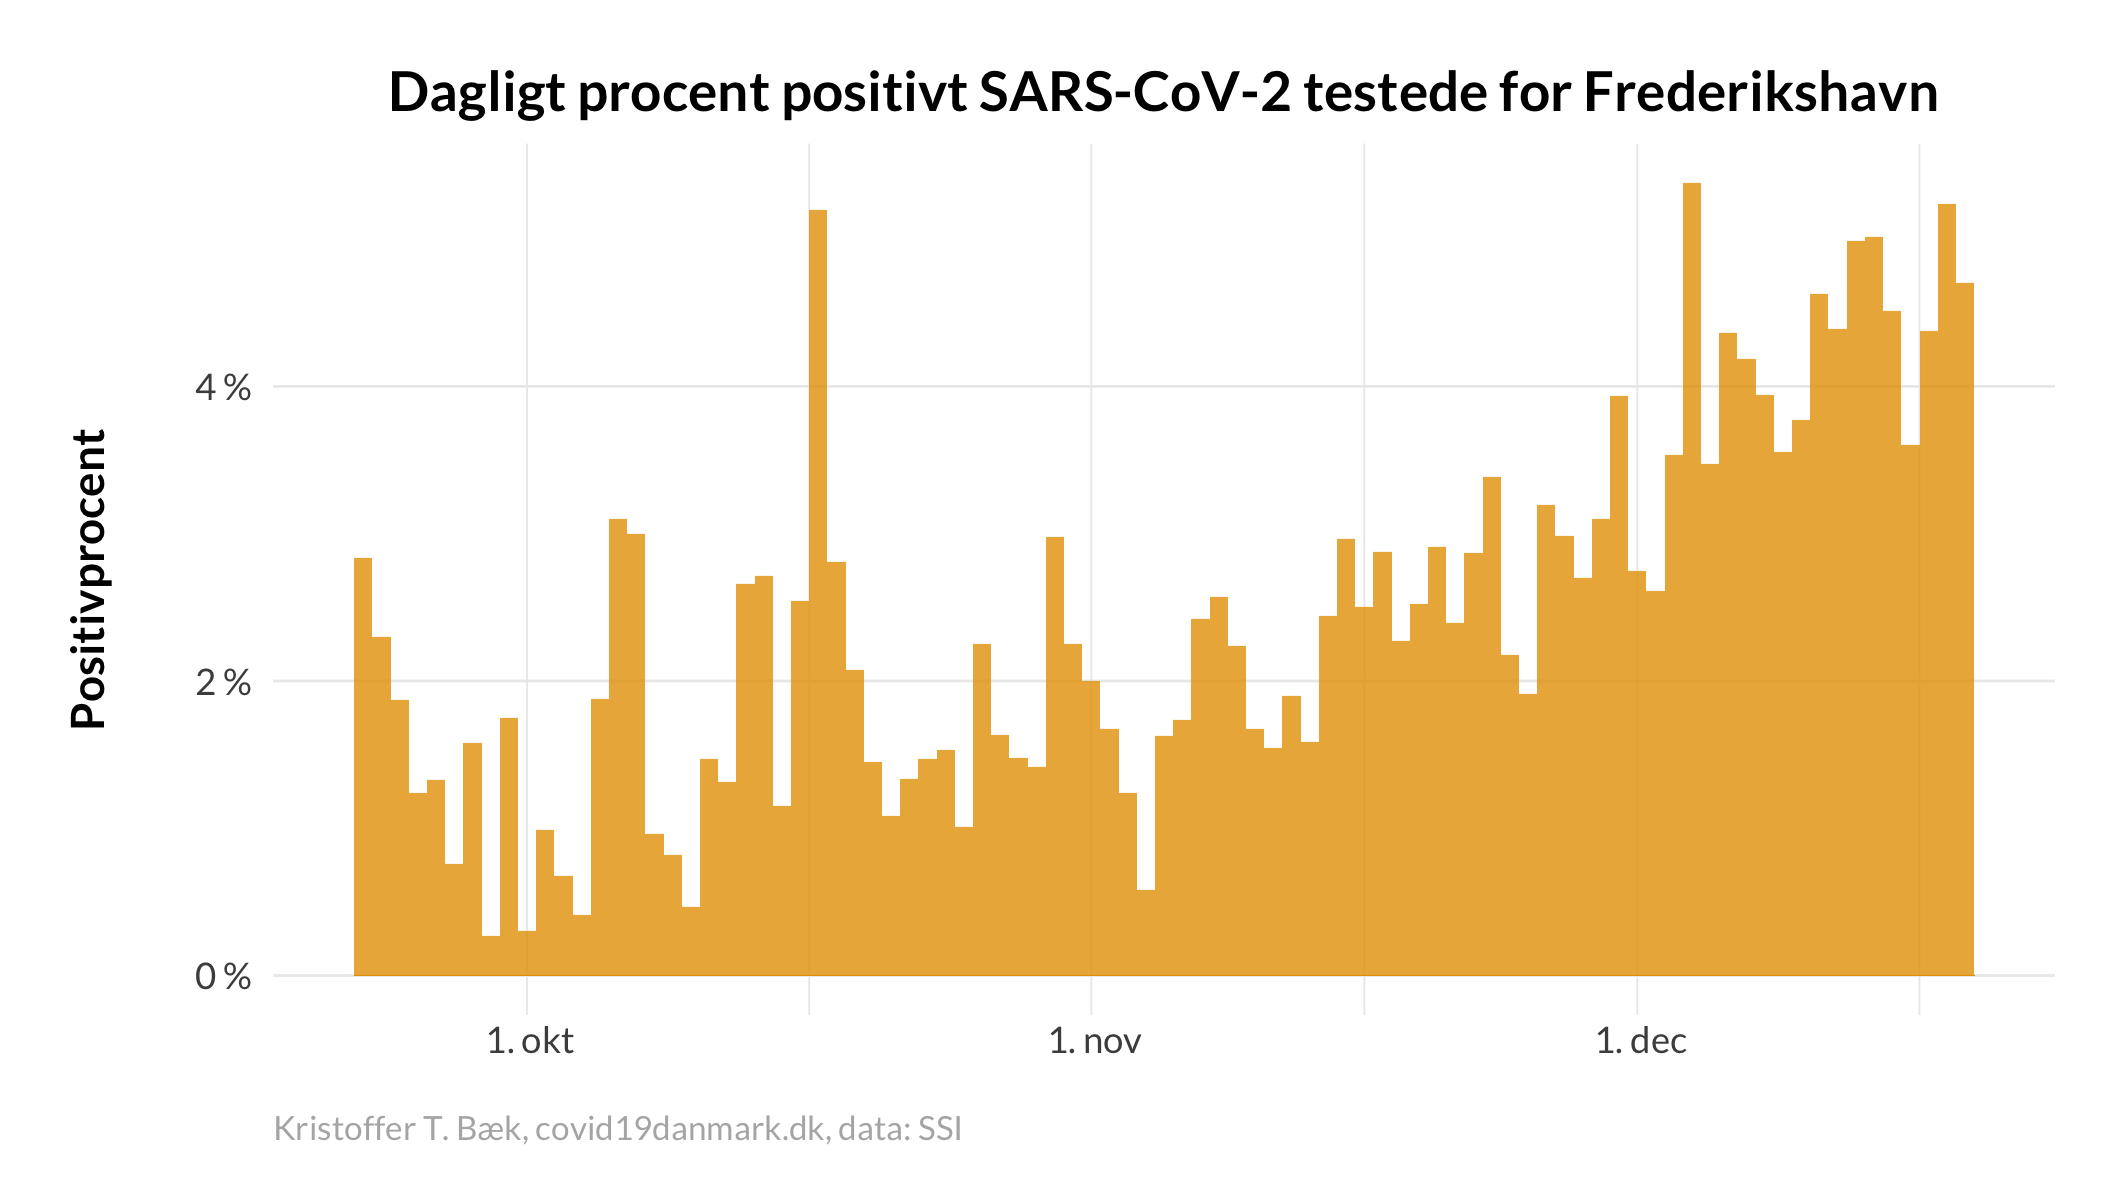 Dagligt procent positivt SARS-CoV-2 testede for Frederikshavn
Positivprocent
4 %
2 %
0 %
1. okt
1. nov
1. dec
Kristoffer T. Bæk, covid19danmark.dk, data: SSI